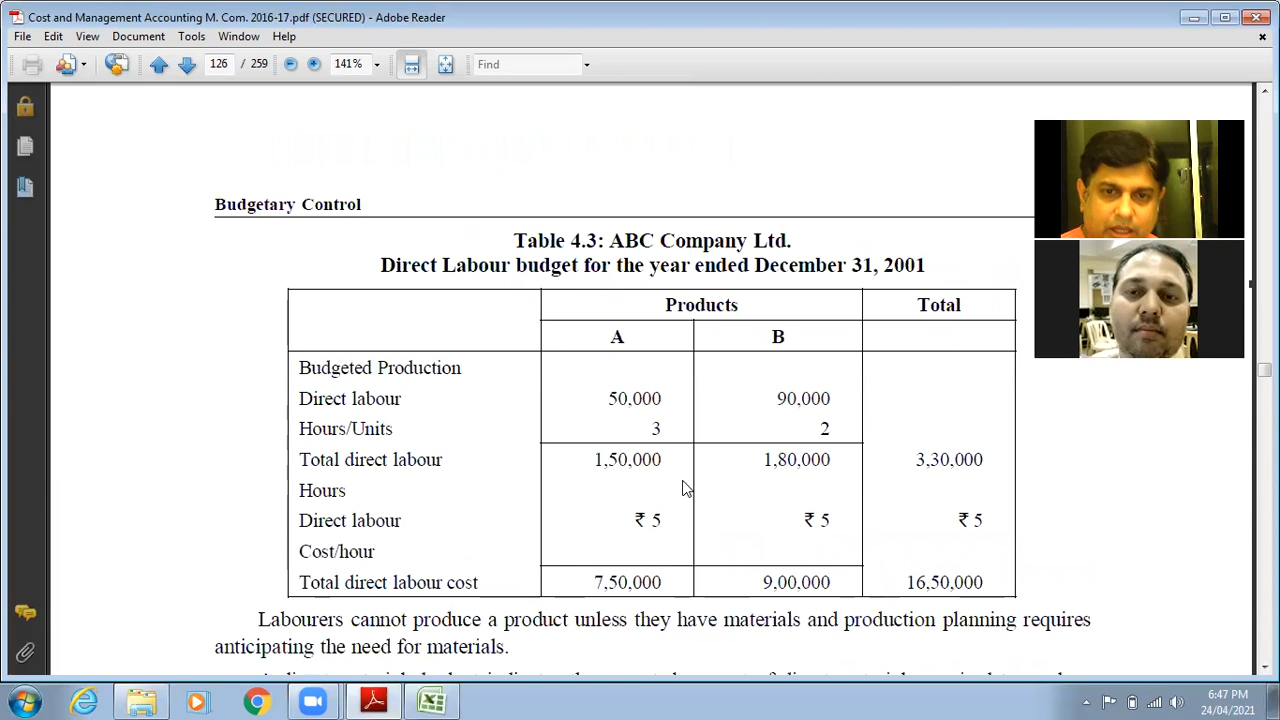 Cost and Management Accounting M. Com. 2016-17.pdf (SECURED) - Adobe Reader
File Edit View Document Tools Window Help
126 / 259 141% Find
Budgetary Control
Table 4.3: ABC Company Ltd.
Direct Labour budget for the year ended December 31, 2001
Products Total
A B
Budgeted Production
Direct labour 50,000 90,000
Hours/Units 3 2
Total direct labour 1,50,000 1,80,000 3,30,000
Hours
Direct labour ₹ 5 ₹ 5 ₹ 5
Cost/hour
Total direct labour cost 7,50,000 9,00,000 16,50,000
Labourers cannot produce a product unless they have materials and production planning requires
anticipating the need for materials.
6:47 PM
24/04/2021